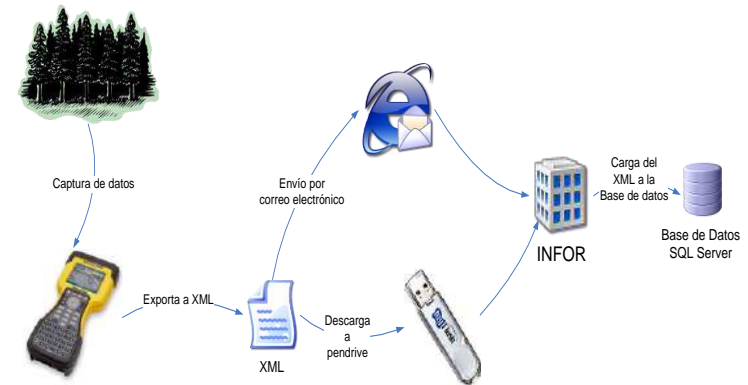 Captura de datos
Envío por
correo electrónico
Carga del
XML a la
Base de datos
INFOR
Base de Datos
SQL Server
Exporta a XML
XML
Descarga
a
pendrive